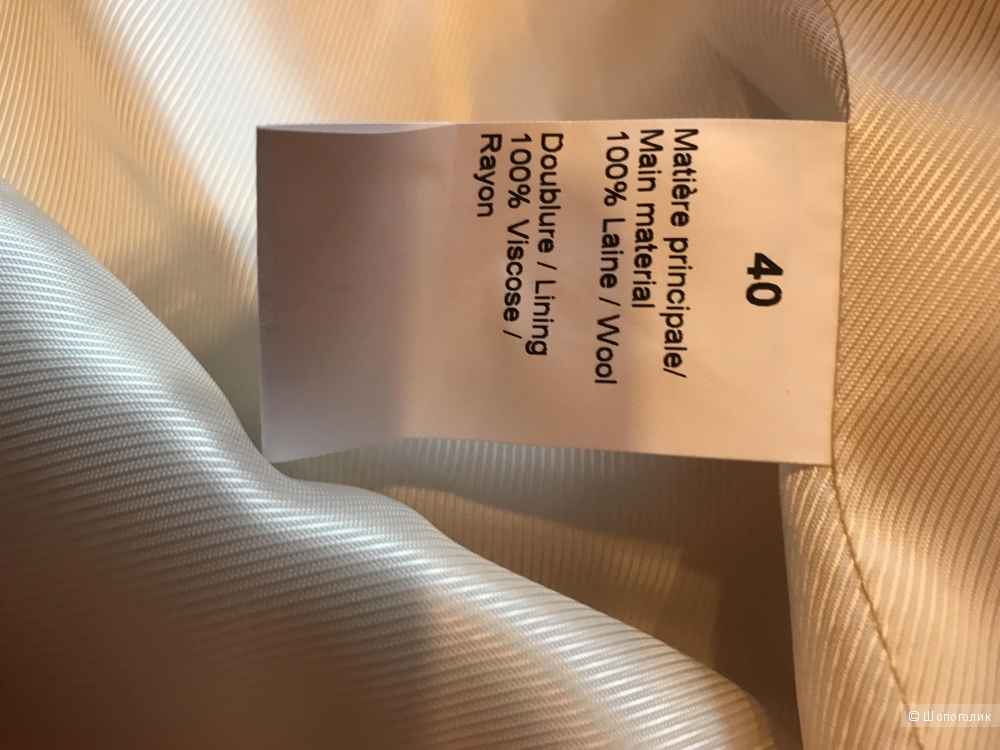 40
Matière principale/
Main material
100% Laine / Wool
Doublure / Lining
100% Viscose /
Rayon
© Шопоголик